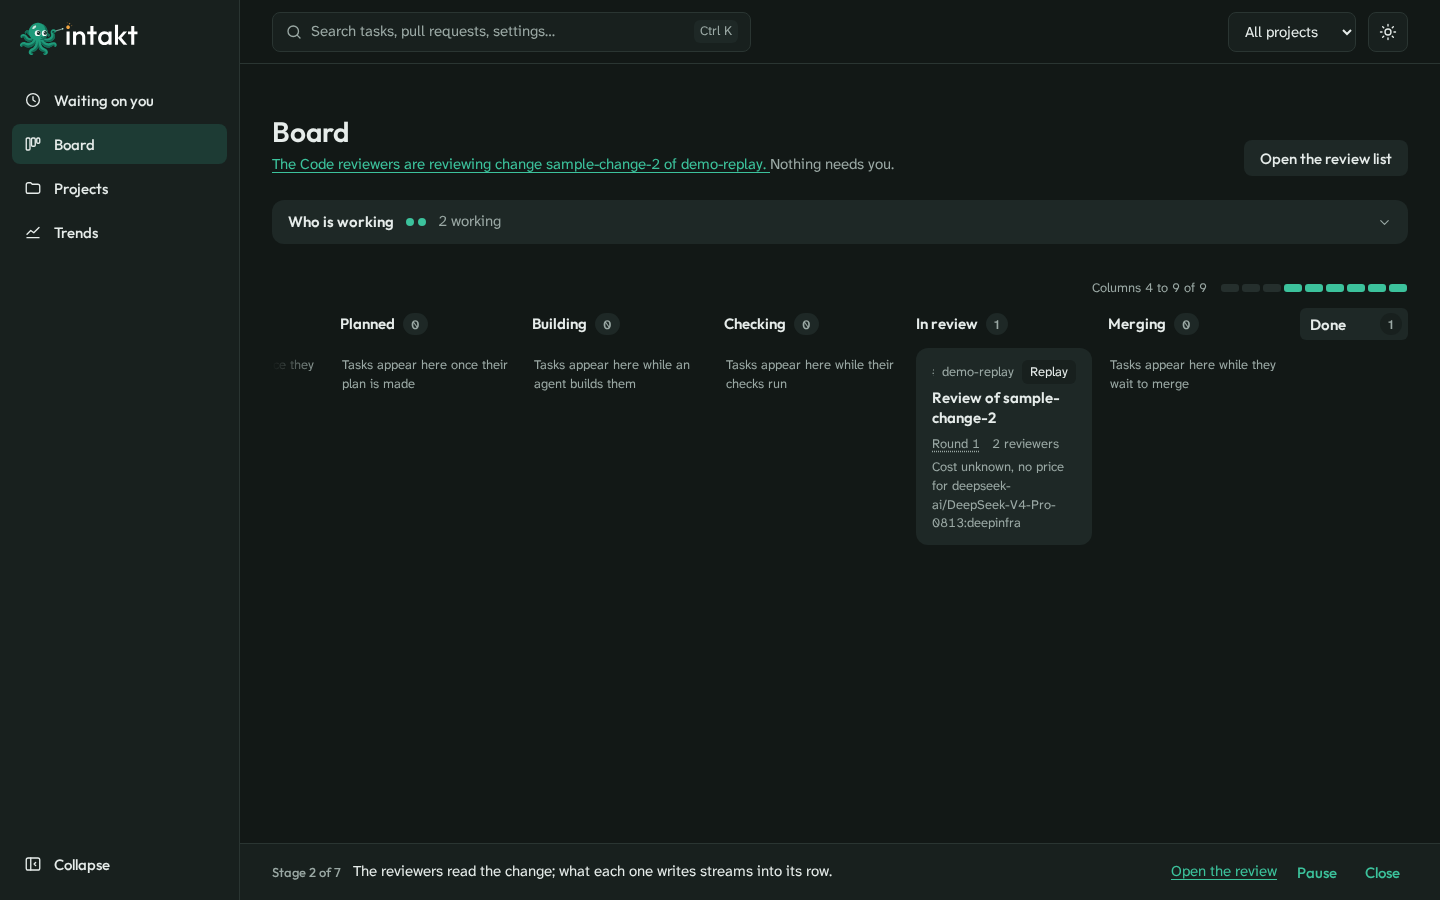 intakt
Search tasks, pull requests, settings...
Ctrl K
All projects
Waiting on you
Board
Projects
Trends
Collapse
Board
The Code reviewers are reviewing change sample-change-2 of demo-replay. Nothing needs you.
Open the review list
Who is working
2 working
Columns 4 to 9 of 9
Planned 0
Building 0
Checking 0
In review 1
Merging 0
Done 1
they
Tasks appear here once their
plan is made
Tasks appear here while an
agent builds them
Tasks appear here while their
checks run
demo-replay
Replay
Review of sample-
change-2
Round 1
2 reviewers
Cost unknown, no price
for deepseek-
ai/DeepSeek-V4-Pro-
0813:deepinfra
Tasks appear here while they
wait to merge
Stage 2 of 7
The reviewers read the change; what each one writes streams into its row.
Open the review
Pause
Close